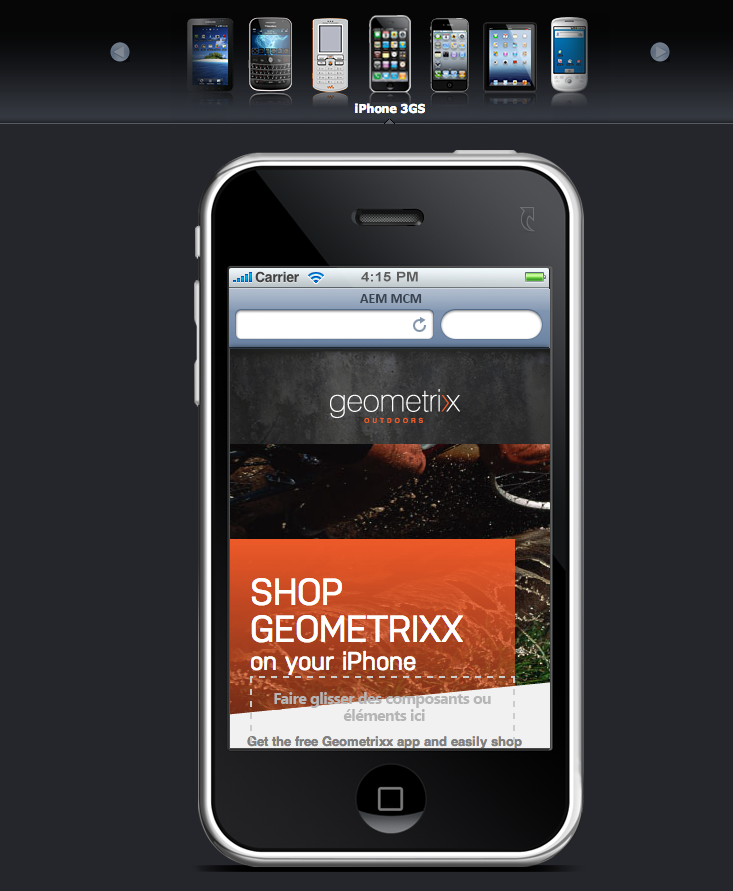 iPhone 3GS
Carrier 4:15 PM
AEM MCM
geometrixx
OUTDOORS
SHOP
GEOMETRIXX
on your iPhone
Faire glisser des composants ou
éléments ici
Get the free Geometrixx app and easily shop